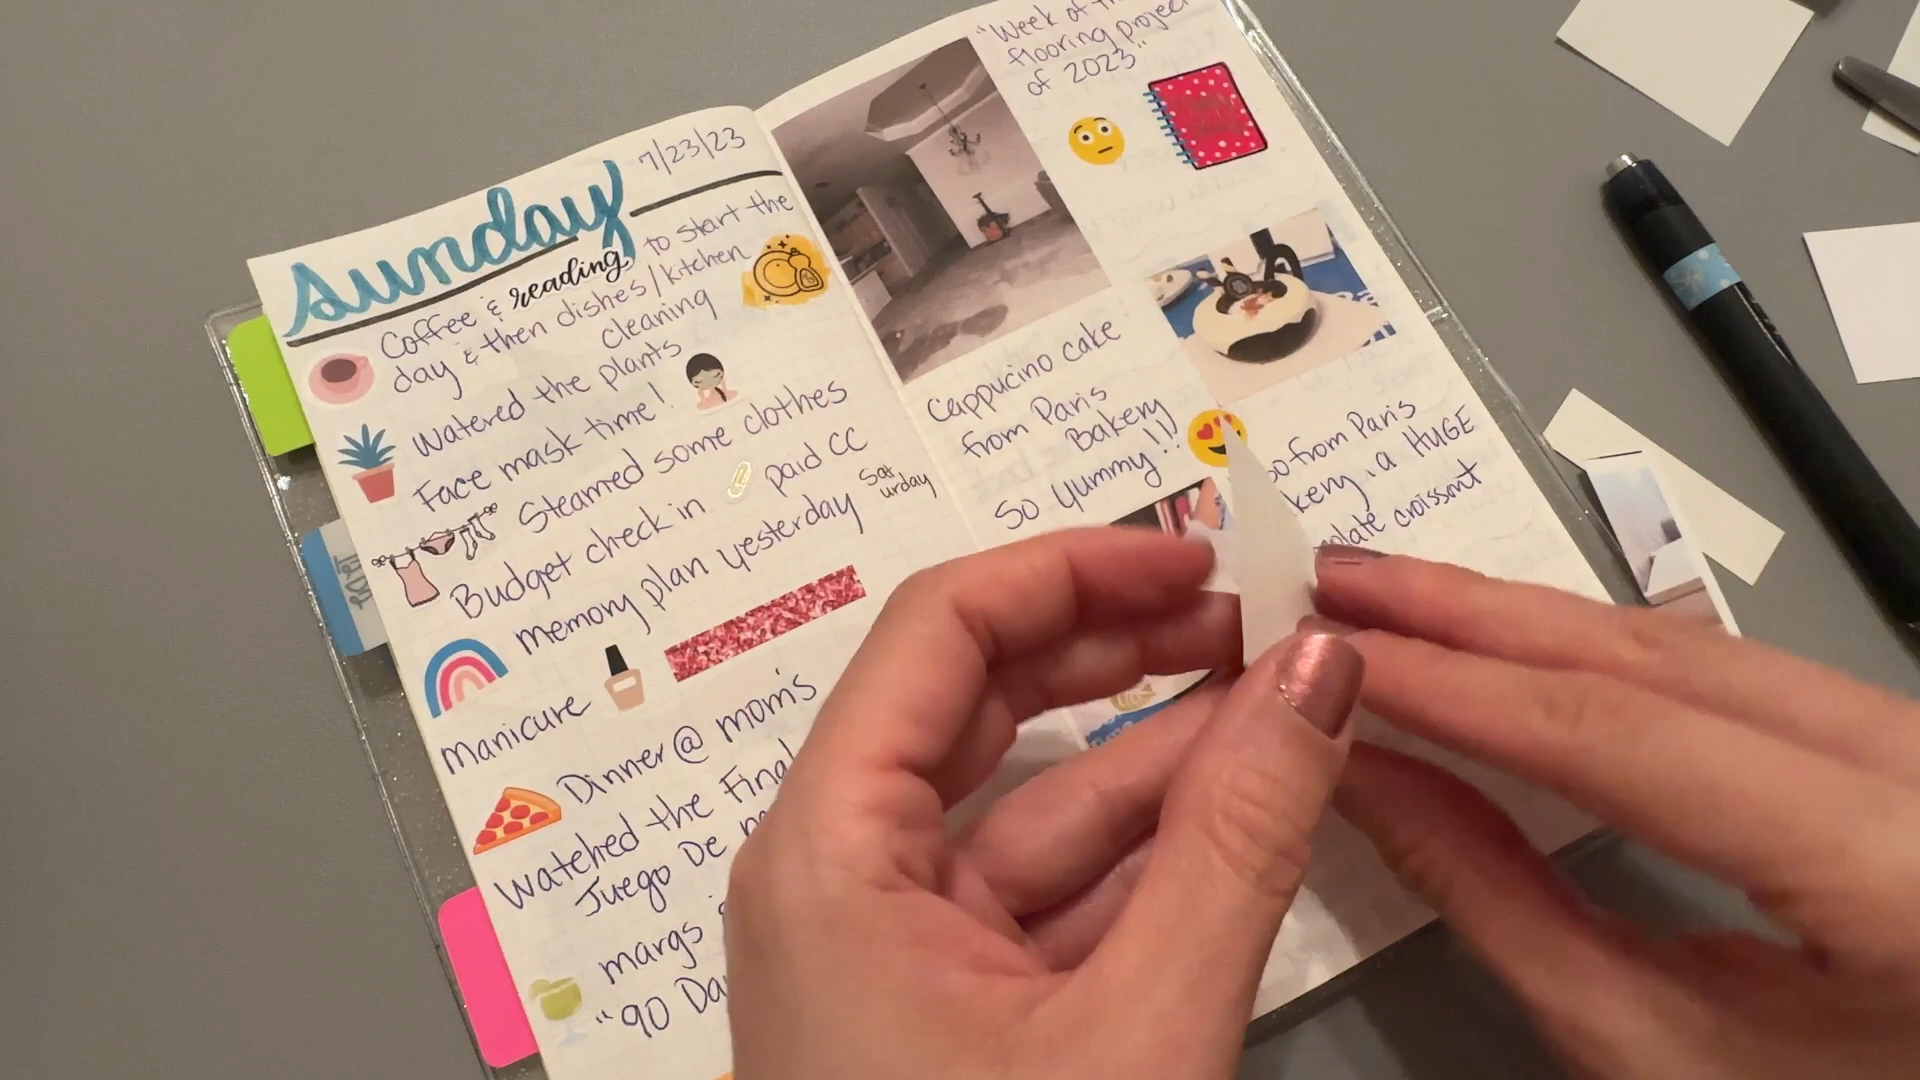 Sunday
7/23/23
Coffee & reading to start the
day & then dishes/kitchen
cleaning
Watered the plants
Face mask time!
Steamed some clothes
Budget check in paid CC
memory plan yesterday Sat
urday
manicure
Dinner @ mom's
Watched the Final
Juego De
margs
"90 Da
"Week of
flooring project
of 2023"
Cappucino cake
from Paris
Bakery
So yummy!!
from Paris
a HUGE
croissont